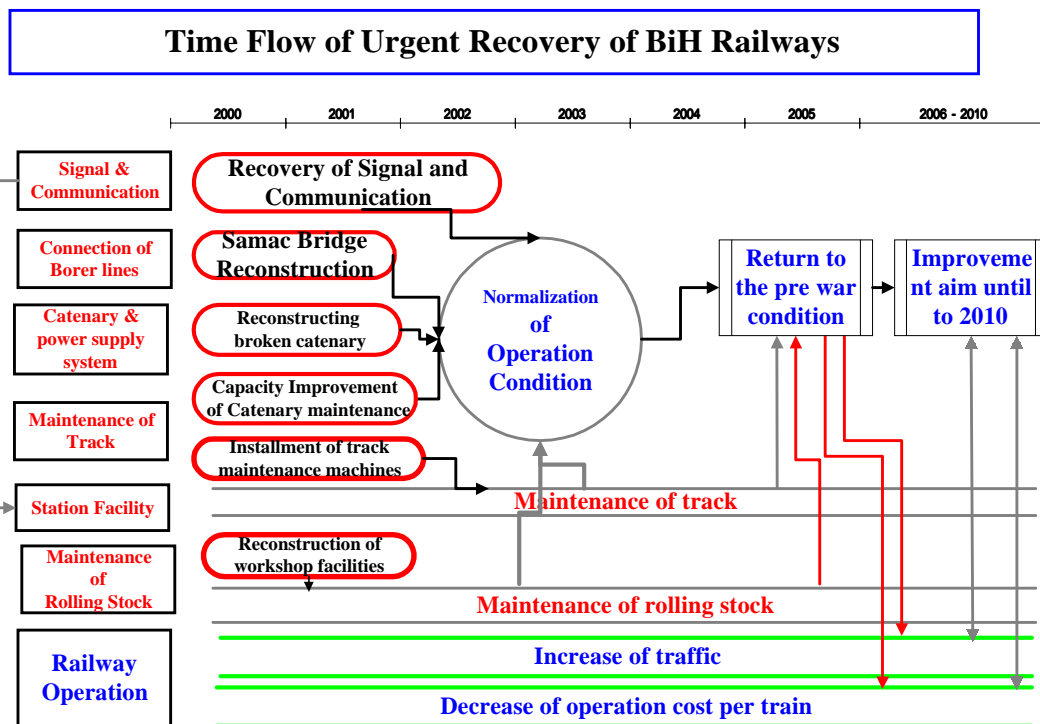 Time Flow of Urgent Recovery of BiH Railways
2000
2001
2002
2003
2004
2005
2006 - 2010
Signal &
Communication
Recovery of Signal and
Communication
Connection of
Borer lines
Samac Bridge
Reconstruction
Catenary &
power supply
system
Reconstructing
broken catenary
Capacity Improvement
of Catenary maintenance
Normalization
of
Operation
Condition
Return to
the pre war
condition
Improveme
nt aim until
to 2010
Maintenance of
Track
Installment of track
maintenance machines
Maintenance of track
Station Facility
Maintenance
of
Rolling Stock
Reconstruction of
workshop facilities
Maintenance of rolling stock
Railway
Operation
Increase of traffic
Decrease of operation cost per train